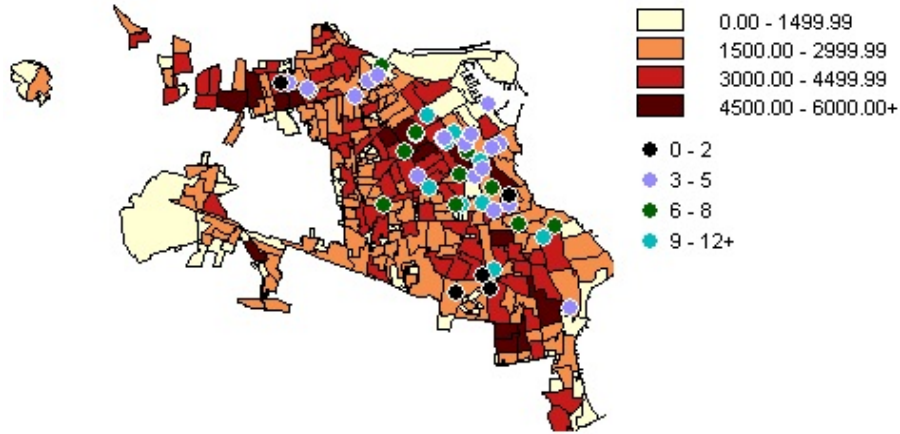 0.00 - 1499.99
1500.00 - 2999.99
3000.00 - 4499.99
4500.00 - 6000.00+
0 - 2
3 - 5
6 - 8
9 - 12+